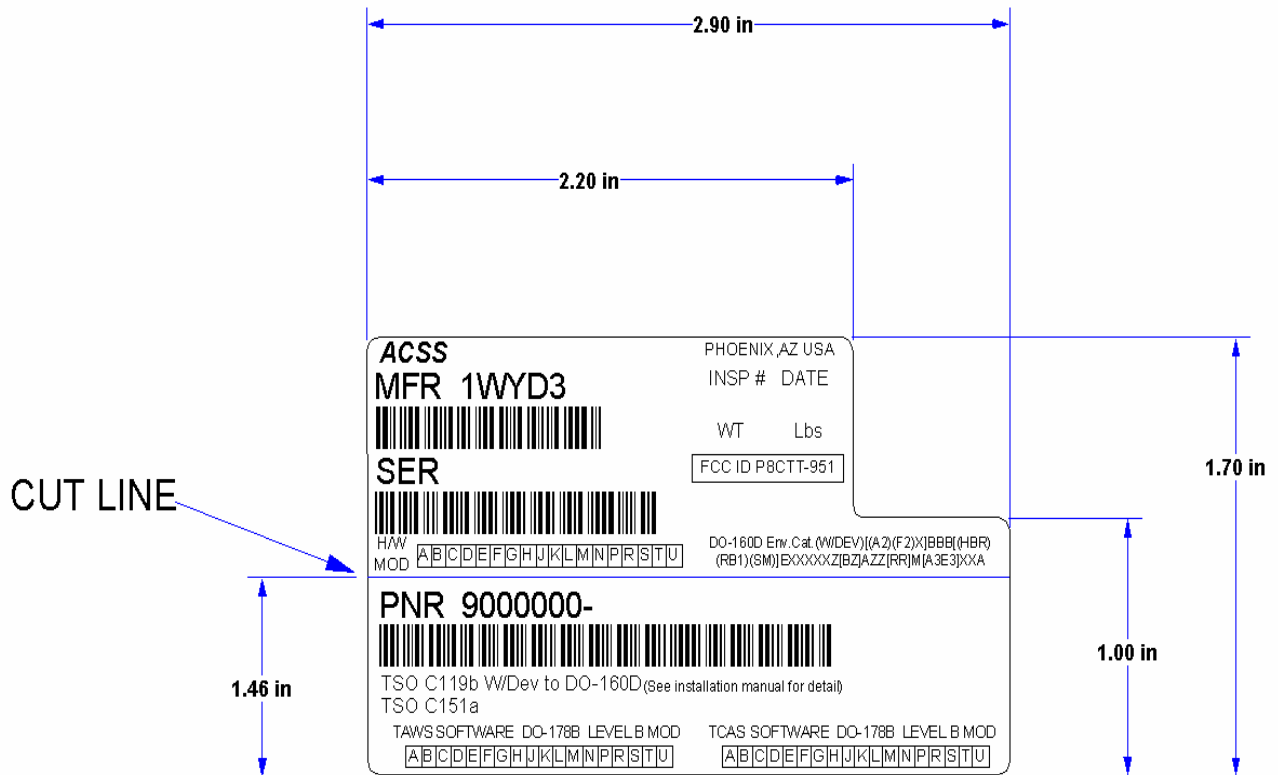 2.90 in
2.20 in
ACSS
PHOENIX ,AZ USA
MFR 1WYD3
INSP # DATE
WT Lbs
SER
FCC ID P8CTT-951
1.70 in
CUT LINE
H/W
MOD
A B C D E F G H J K L M N P R S T U
DO-160D Env.Cat.(W/DEV)[(A2)(F2)X]BBB[(HBR)
(RB1)(SM)]EXXXXXZ[BZ]AZZ[RR]M[A3E3]XXA
PNR 9000000-
1.00 in
1.46 in
TSO C119b W/Dev to DO-160D (See installation manual for detail)
TSO C151a
TAWS SOFTWARE DO-178B LEVEL B MOD
A B C D E F G H J K L M N P R S T U
TCAS SOFTWARE DO-178B LEVEL B MOD
A B C D E F G H J K L M N P R S T U